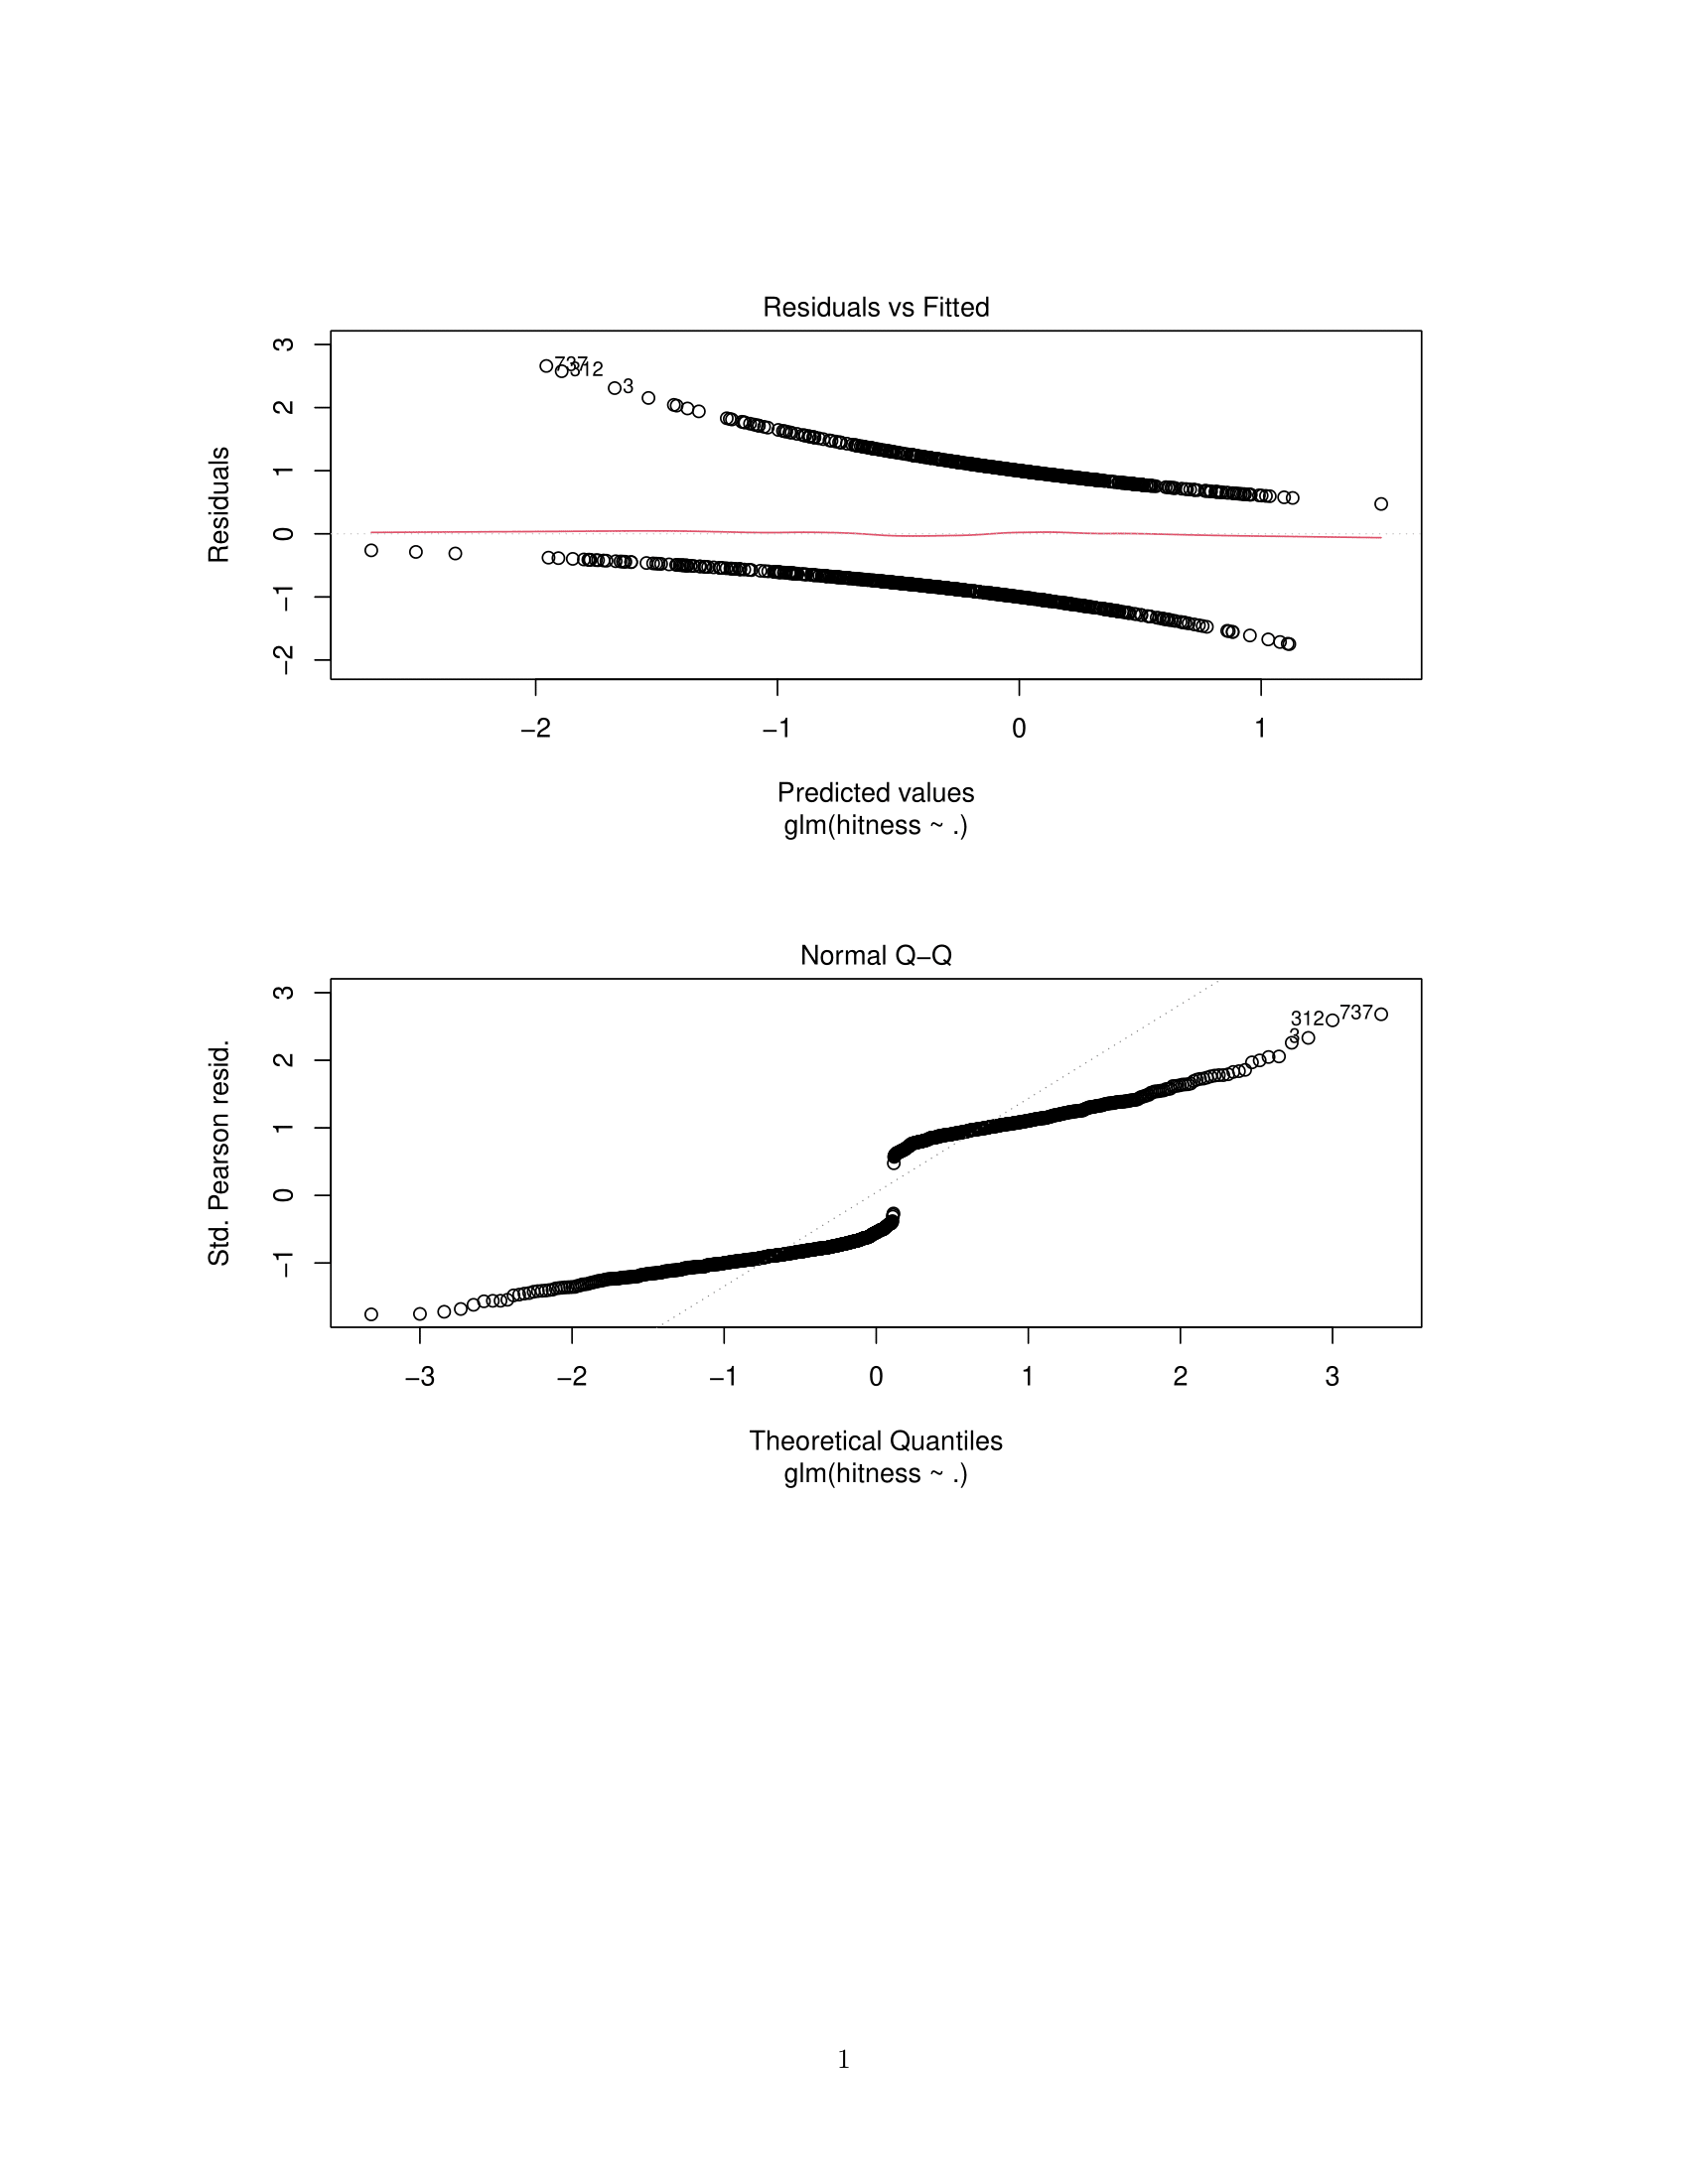 Residuals vs Fitted
3
2
1
0
−1
−2
Residuals
737
312
3
−2 −1 0 1
Predicted values
glm(hitness ~ .)
Normal Q−Q
3
2
1
0
−1
Std. Pearson resid.
312 737
3
−3 −2 −1 0 1 2 3
Theoretical Quantiles
glm(hitness ~ .)
1